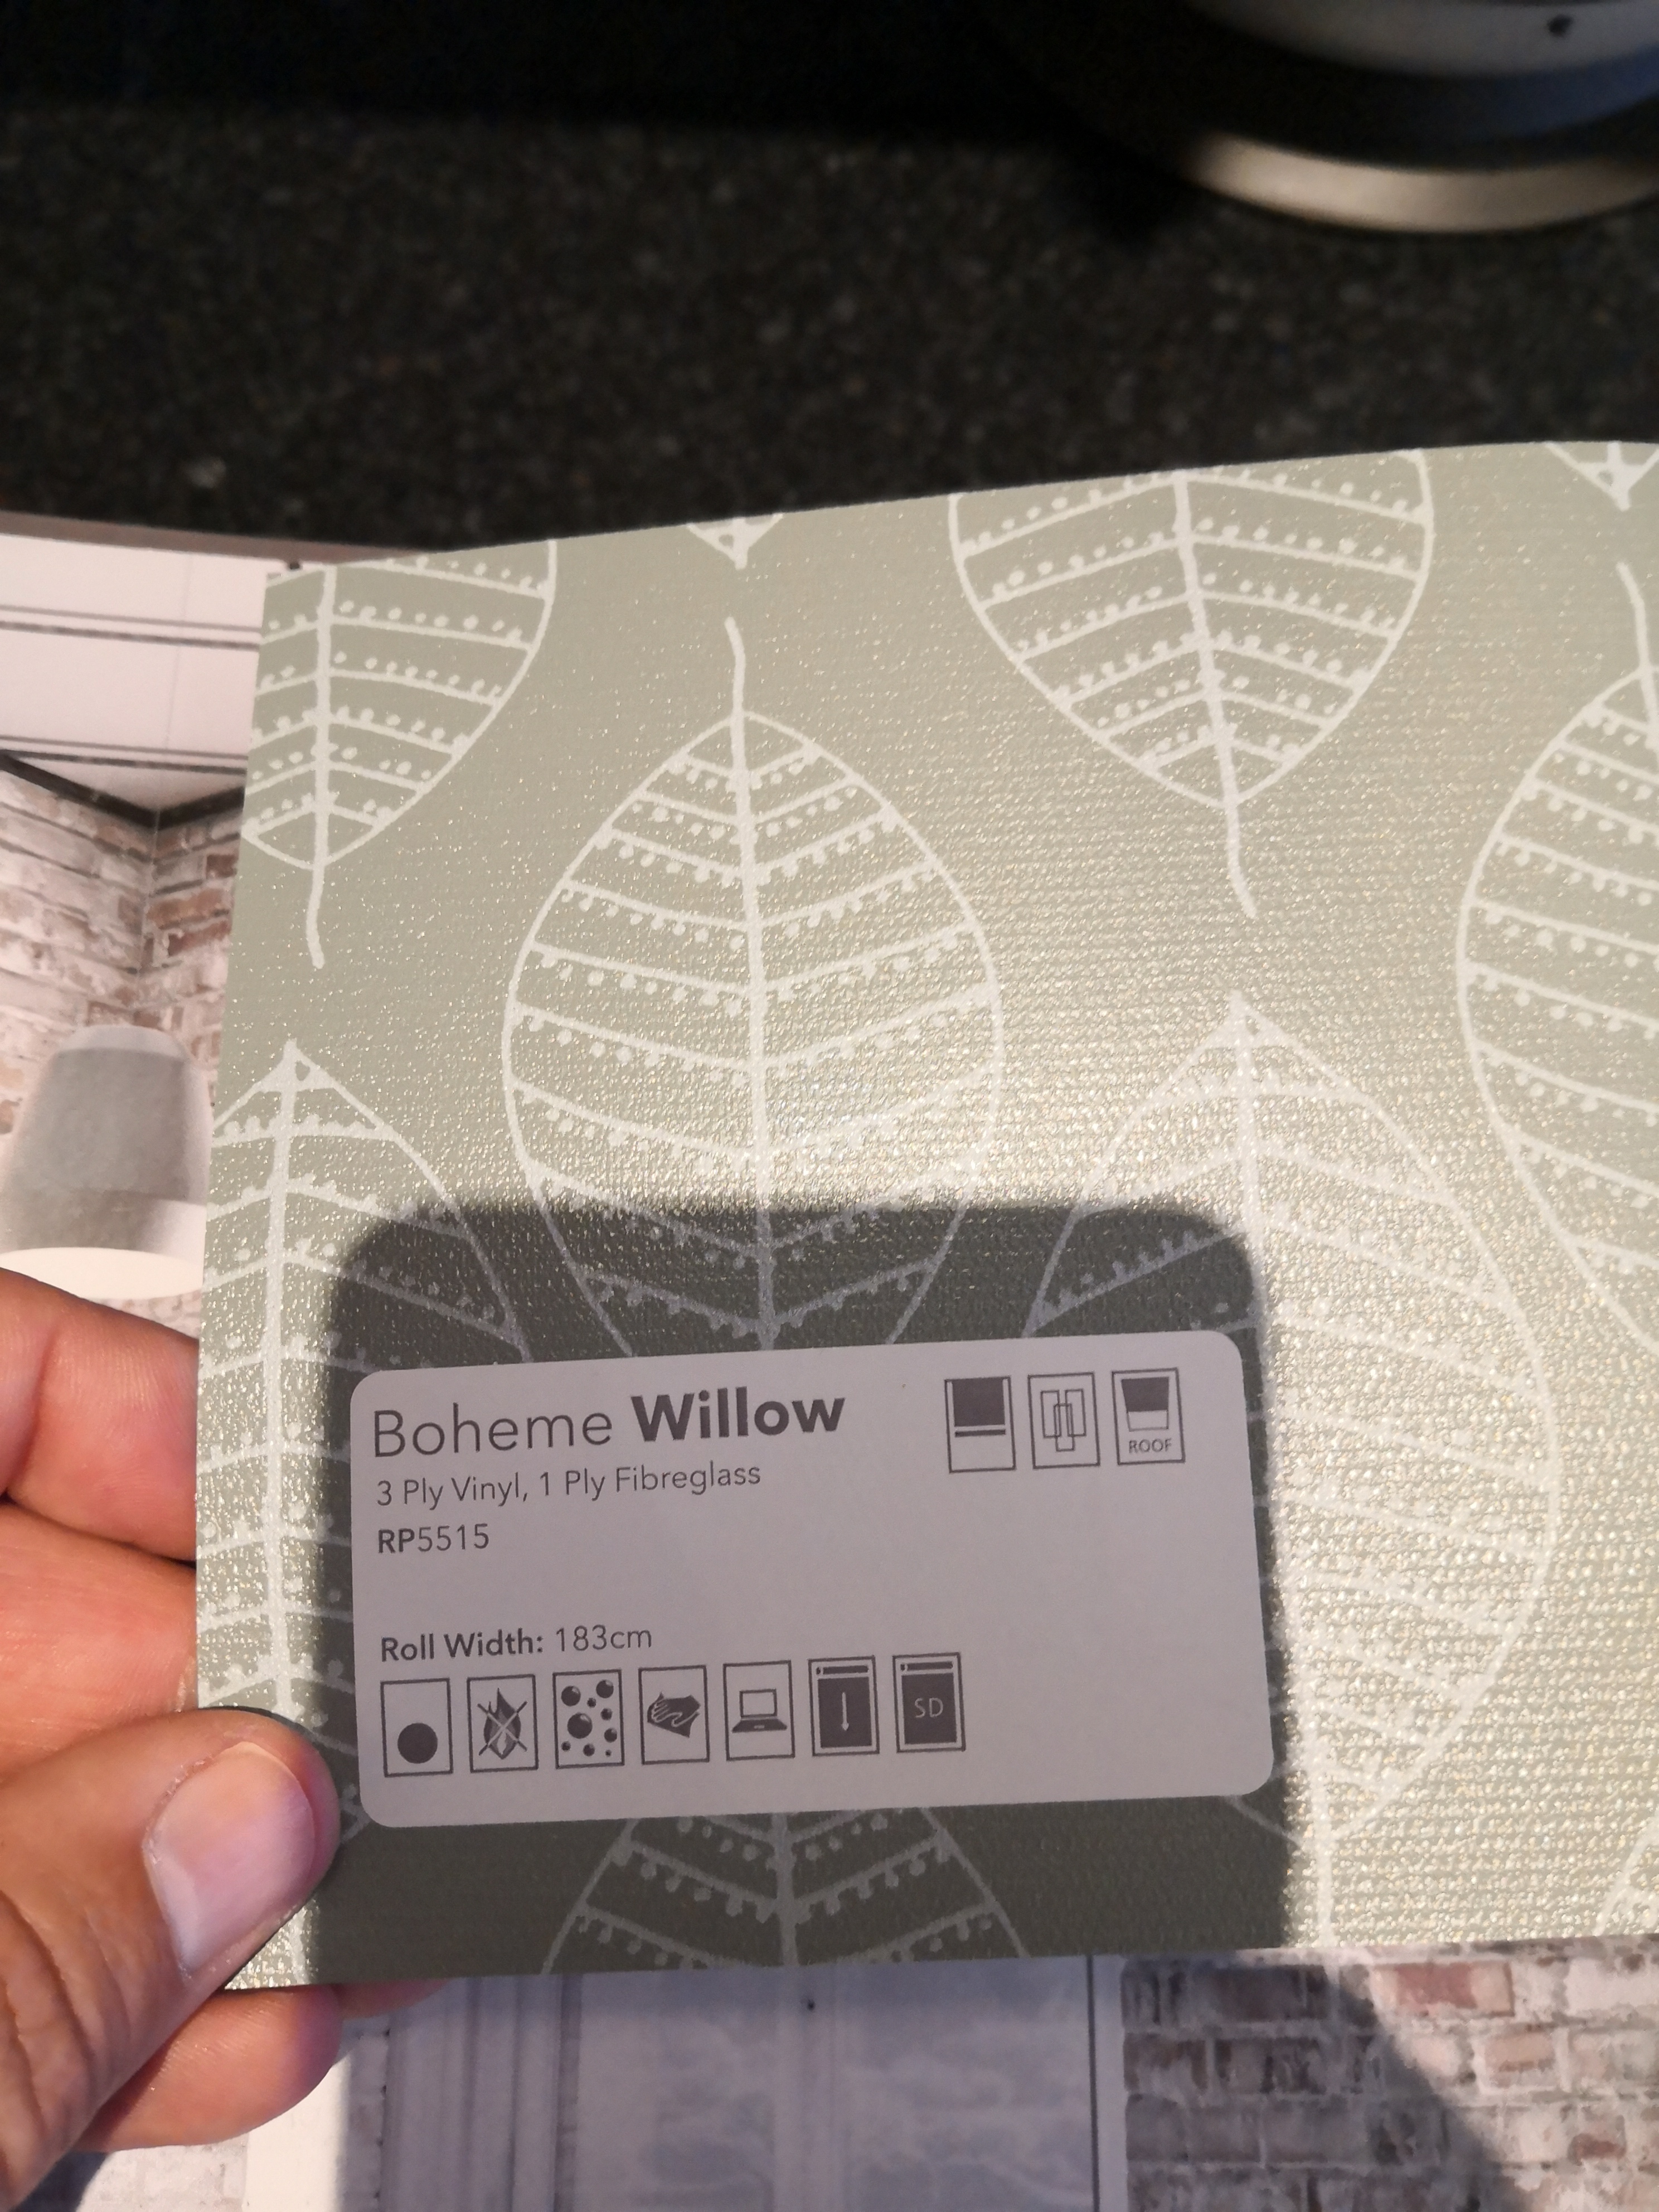 Boheme Willow
3 Ply Vinyl, 1 Ply Fibreglass
RP5515
ROOF
Roll Width: 183cm
SD